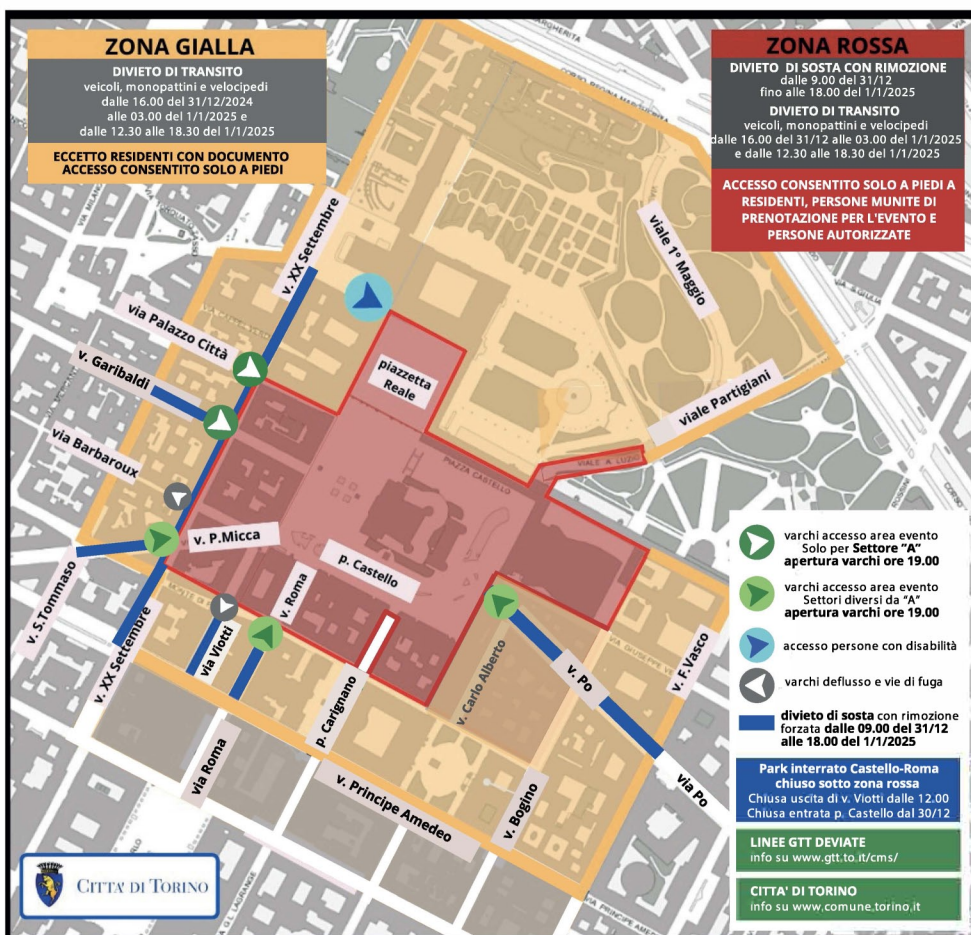 ZONA GIALLA
DIVIETO DI TRANSITO
veicoli, monopattini e velocipedi
dalle 16.00 del 31/12/2024
alle 03.00 del 1/1/2025 e
dalle 12.30 alle 18.30 del 1/1/2025
ECCETTO RESIDENTI CON DOCUMENTO
ACCESSO CONSENTITO SOLO A PIEDI
ZONA ROSSA
DIVIETO DI SOSTA CON RIMOZIONE
dalle 9.00 del 31/12
fino alle 18.00 del 1/1/2025
DIVIETO DI TRANSITO
veicoli, monopattini e velocipedi
dalle 16.00 del 31/12 alle 03.00 del 1/1/2025
e dalle 12.30 alle 18.30 del 1/1/2025
ACCESSO CONSENTITO SOLO A PIEDI A
RESIDENTI, PERSONE MUNITE DI
PRENOTAZIONE PER L'EVENTO E
PERSONE AUTORIZZATE
CORSO REGINA MARGHERITA
v. XX Settembre
viale 1° Maggio
via Palazzo Città
v. Garibaldi
piazzetta
Reale
viale Partigiani
via Barbaroux
PIAZZA CASTELLO
VIALE A LUZIO
v. P.Micca
p. Castello
v. S.Tommaso
v. XX Settembre
via Viotti
v. Roma
p. Carignano
v. Carlo Alberto
v. Po
v. F.Vasco
via Roma
v. Principe Amedeo
v. Bogino
via Po
varchi accesso area evento
Solo per Settore "A"
apertura varchi ore 19.00
varchi accesso area evento
Settori diversi da "A"
apertura varchi ore 19.00
accesso persone con disabilità
varchi deflusso e vie di fuga
divieto di sosta con rimozione
forzata dalle 09.00 del 31/12
alle 18.00 del 1/1/2025
Park interrato Castello-Roma
chiuso sotto zona rossa
Chiusa uscita di v. Viotti dalle 12.00
Chiusa entrata p. Castello dal 30/12
LINEE GTT DEVIATE
info su www.gtt.to.it/cms/
CITTA' DI TORINO
info su www.comune.torino.it
CITTA' DI TORINO